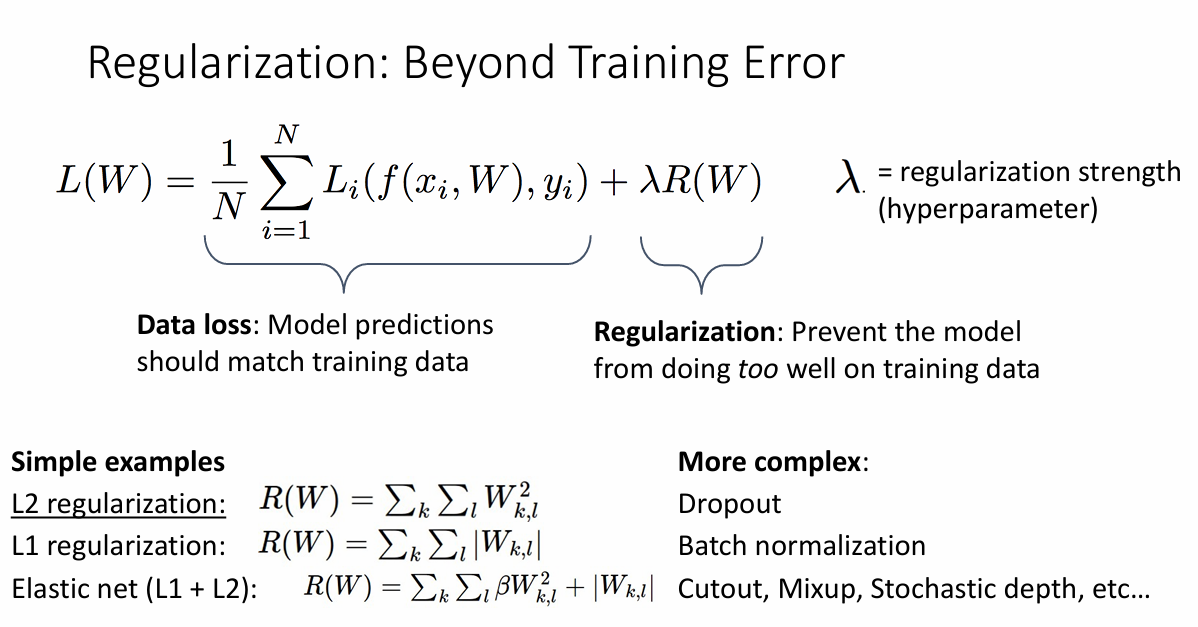 Regularization: Beyond Training Error
$L(W) = \frac{1}{N} \sum_{i=1}^{N} L_i(f(x_i, W), y_i) + \lambda R(W)$
λ. = regularization strength
(hyperparameter)
Data loss: Model predictions
should match training data
Regularization: Prevent the model
from doing too well on training data
Simple examples
L2 regularization: $R(W) = \sum_k \sum_l W_{k,l}^2$
L1 regularization: $R(W) = \sum_k \sum_l |W_{k,l}|$
Elastic net (L1 + L2): $R(W) = \sum_k \sum_l \beta W_{k,l}^2 + |W_{k,l}|$
More complex:
Dropout
Batch normalization
Cutout, Mixup, Stochastic depth, etc...